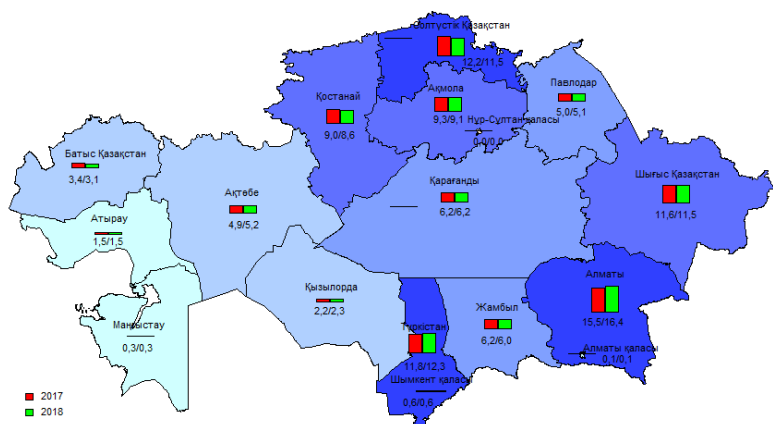 Солтүстік Қазақстан
12,2/11,5
Ақмола
9,3/9,1
Павлодар
5,0/5,1
Қостанай
9,0/8,6
Нұр-Сұлтан қаласы
0,0/0,0
Батыс Қазақстан
3,4/3,1
Ақтөбе
4,9/5,2
Қарағанды
6,2/6,2
Шығыс Қазақстан
11,6/11,5
Атырау
1,5/1,5
Қызылорда
2,2/2,3
Жамбыл
6,2/6,0
Алматы
15,5/16,4
Маңғыстау
0,3/0,3
Түркістан
11,8/12,3
Алматы қаласы
0,1/0,1
Шымкент қаласы
0,6/0,6
2017
2018